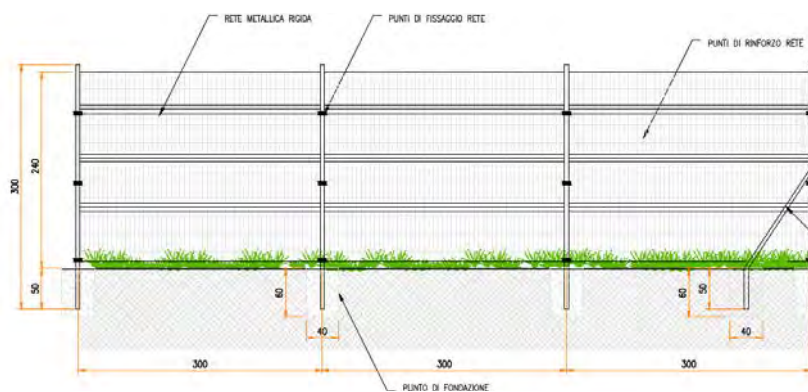 RETE METALLICA RIGIDA
PUNTI DI FISSAGGIO RETE
PUNTI DI RINFORZO RETE
300
240
50
60
40
60
50
40
300
300
300
PUNTO DI FONDAZIONE